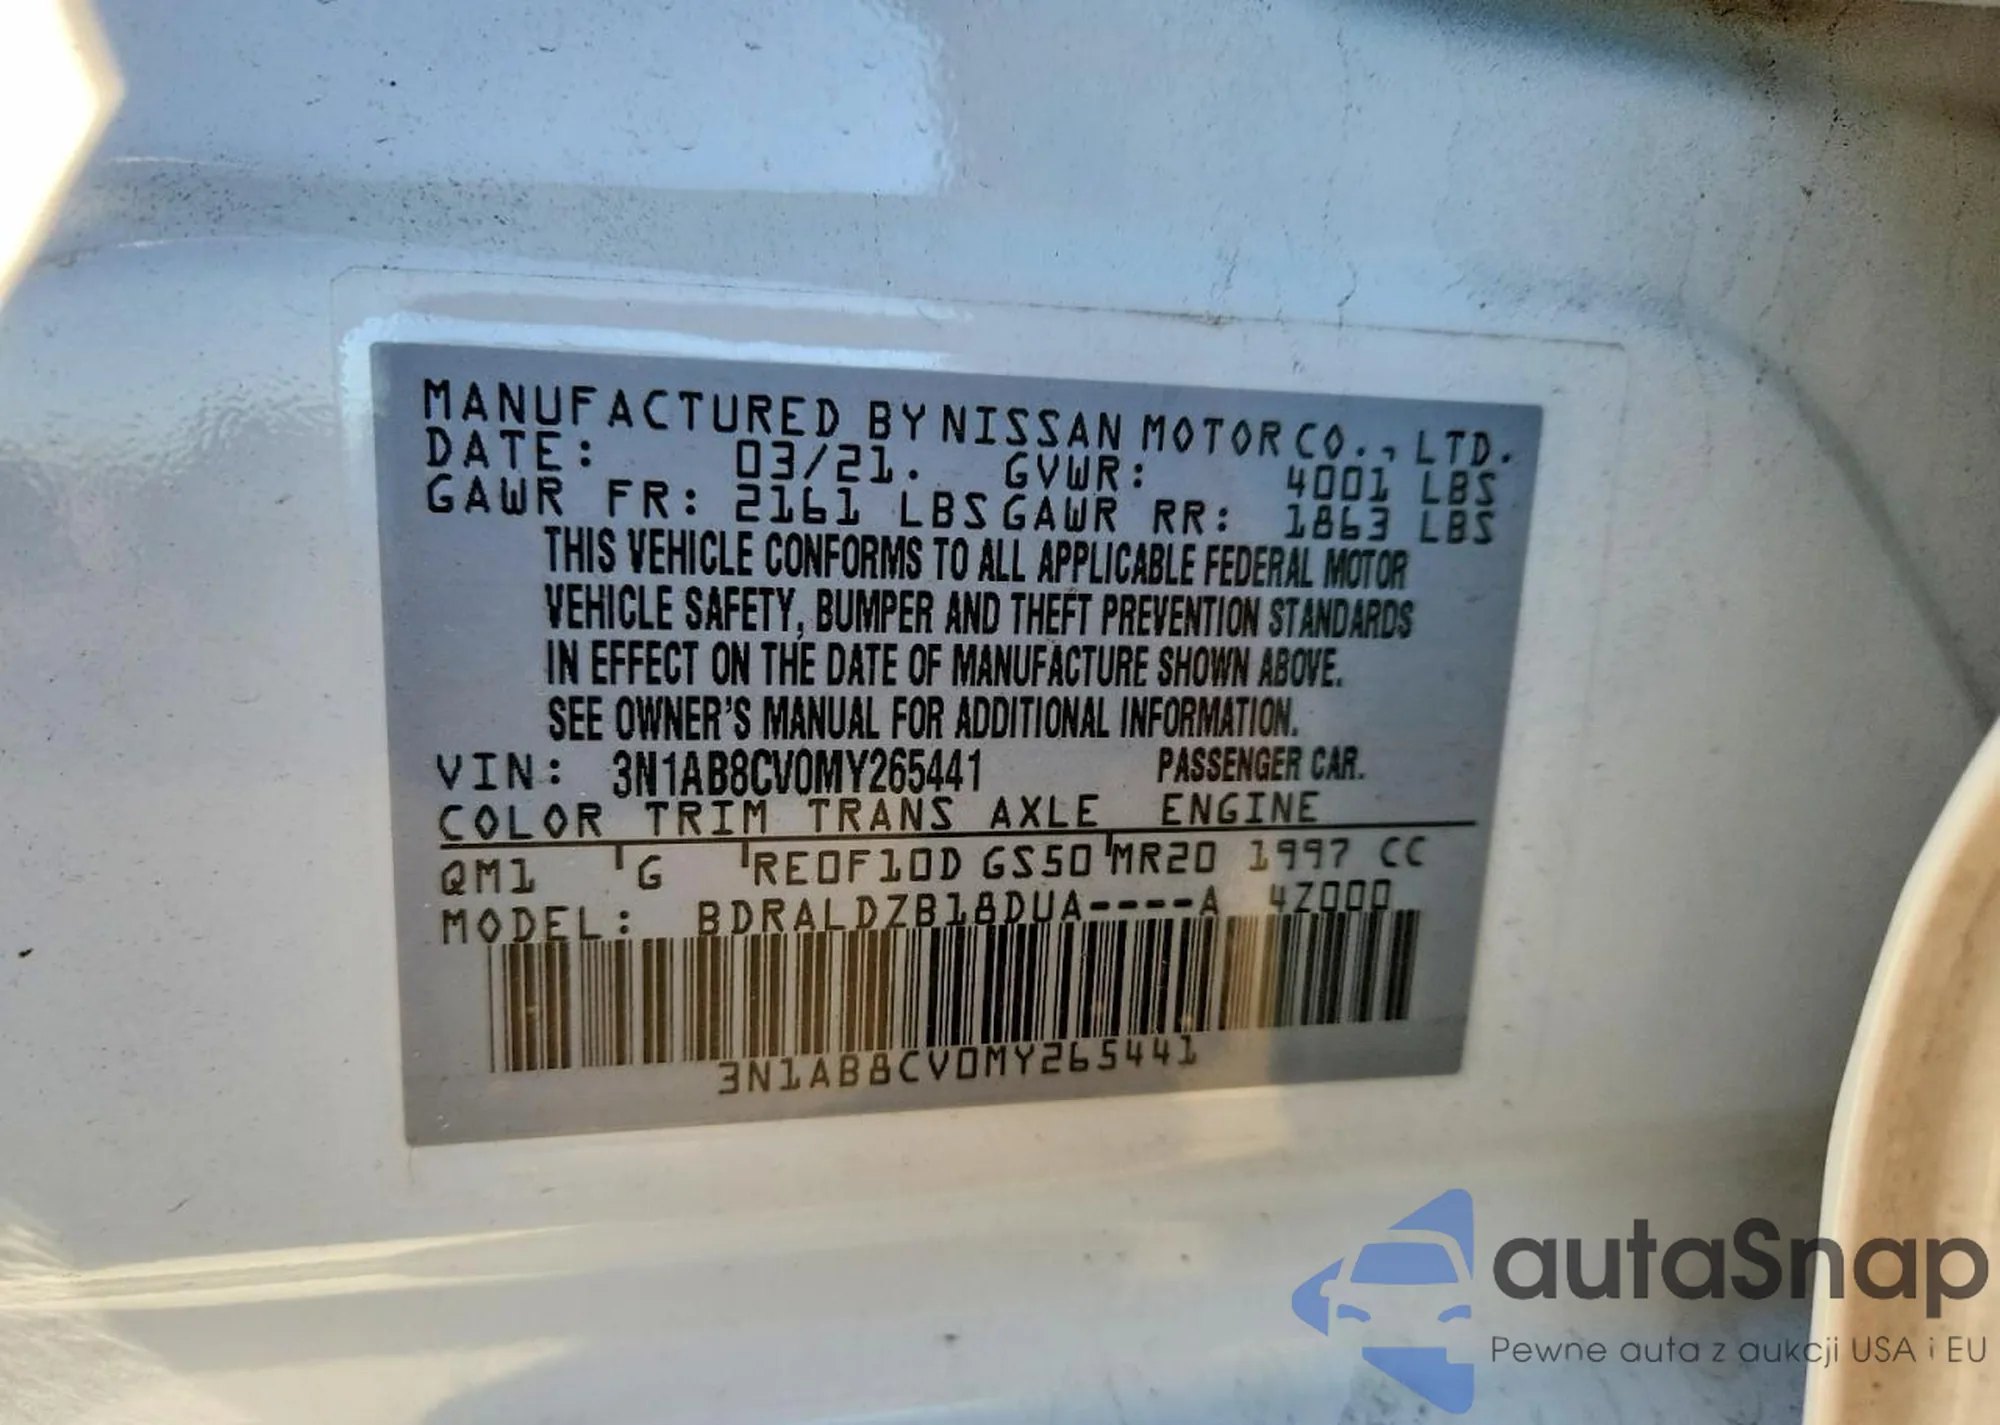 MANUFACTURED BY NISSAN MOTOR CO., LTD.
DATE: 03/21. GVWR: 4001 LBS
GAWR FR: 2161 LBS GAWR RR: 1863 LBS
THIS VEHICLE CONFORMS TO ALL APPLICABLE FEDERAL MOTOR
VEHICLE SAFETY, BUMPER AND THEFT PREVENTION STANDARDS
IN EFFECT ON THE DATE OF MANUFACTURE SHOWN ABOVE.
SEE OWNER'S MANUAL FOR ADDITIONAL INFORMATION.
VIN: 3N1AB8CV0MY265441 PASSENGER CAR.
COLOR TRIM TRANS AXLE ENGINE
QM1 G RE0F10D GS50 MR20 1997 CC
MODEL: BDRALDZB18DUA----A 4Z000
3N1AB8CV0MY265441
autaSnap
Pewne auta z aukcji USA i EU